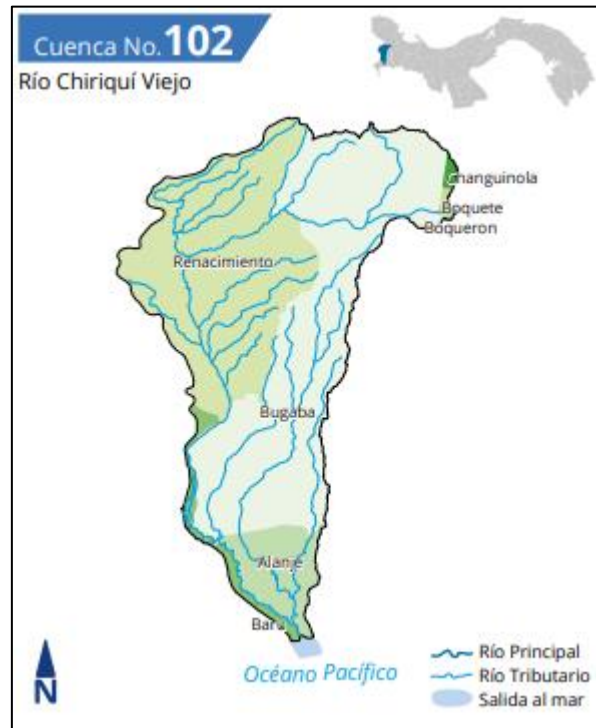 Cuenca No. 102
Río Chiriquí Viejo
Changuinola
Boquete
Boqueron
Renacimiento
Bugaba
Alanje
Barú
Océano Pacífico
N
Río Principal
Río Tributario
Salida al mar